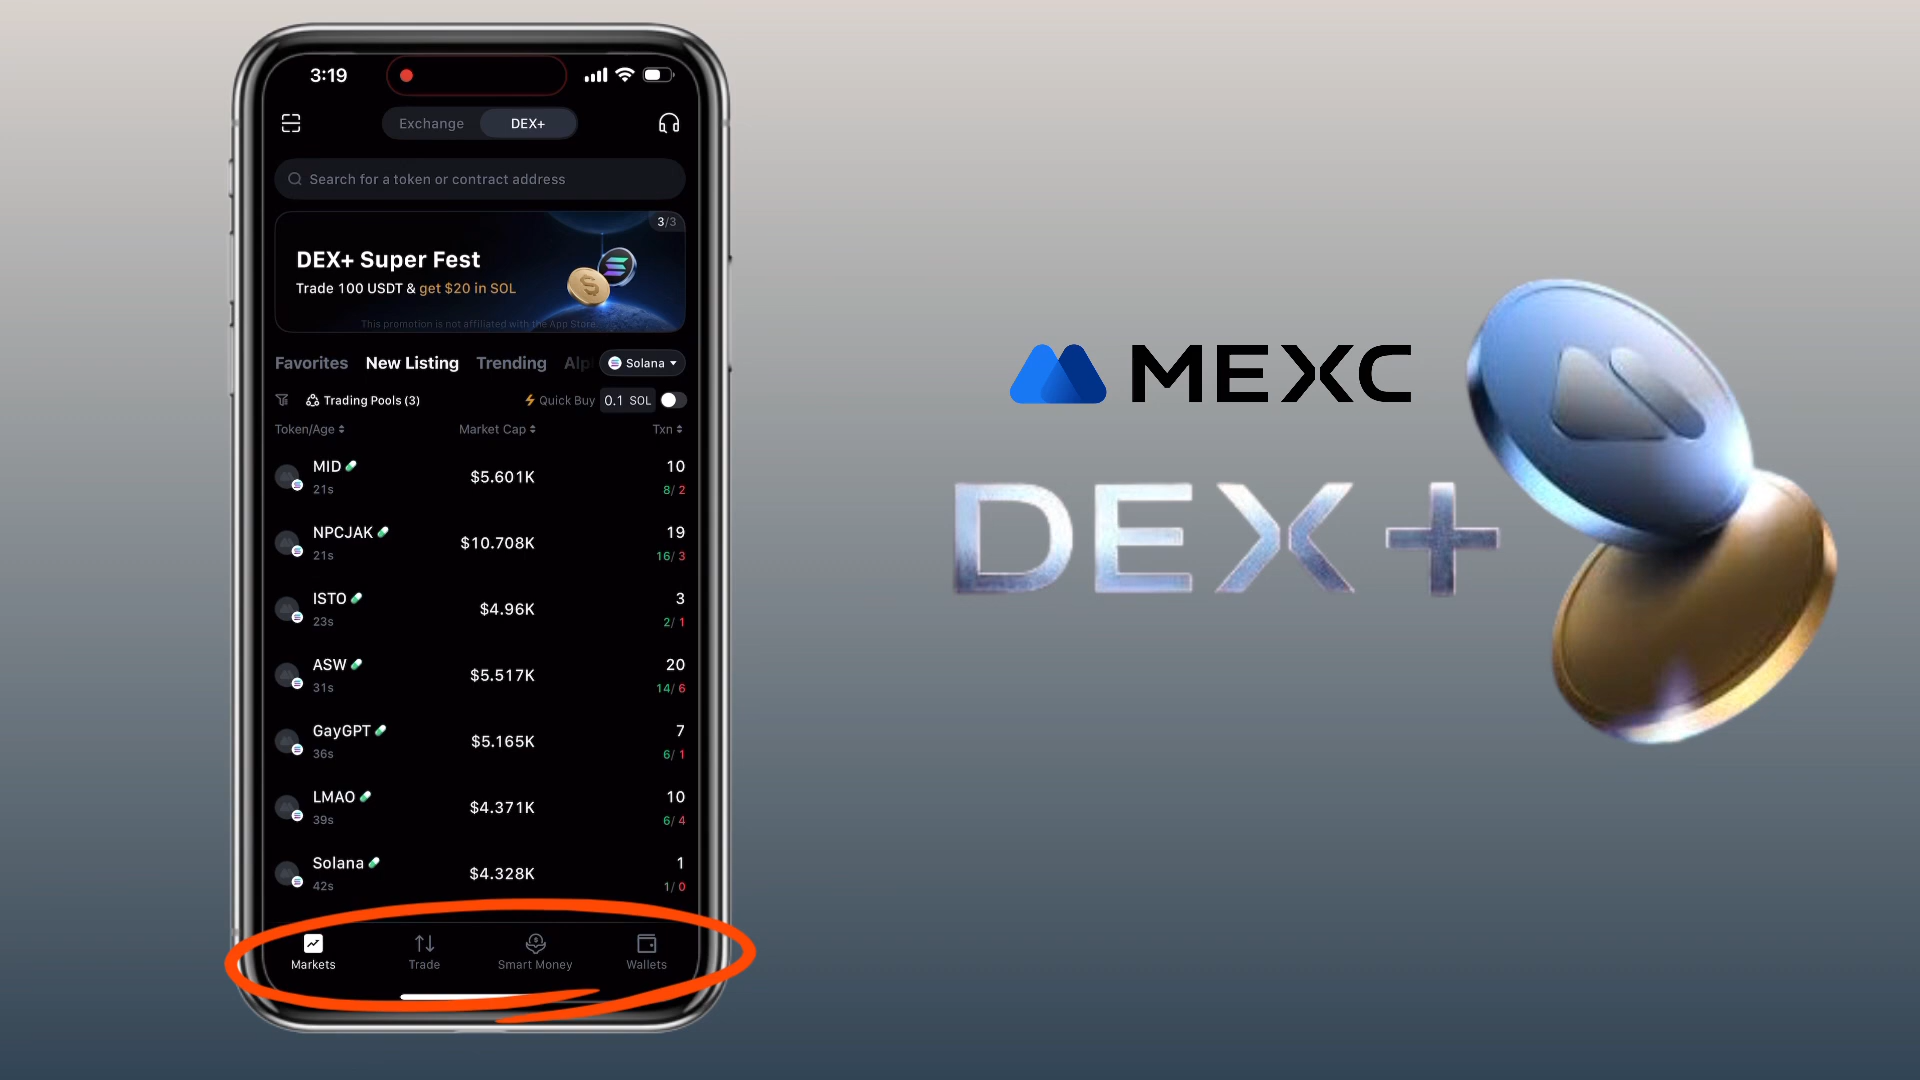 3:19
Exchange DEX+
Search for a token or contract address
3/3
DEX+ Super Fest
Trade 100 USDT & get $20 in SOL
This promotion is not affiliated with the App Store.
Favorites New Listing Trending Alp Solana
Trading Pools (3) Quick Buy 0.1 SOL
Token/Age Market Cap Txn
MID $5.601K 10
21s 8/ 2
NPCJAK $10.708K 19
21s 16/ 3
ISTO $4.96K 3
23s 2/ 1
ASW $5.517K 20
31s 14/ 6
GayGPT $5.165K 7
36s 6/ 1
LMAO $4.371K 10
39s 6/ 4
Solana $4.328K 1
42s 1/ 0
Markets Trade Smart Money Wallets
MEXC
DEX+